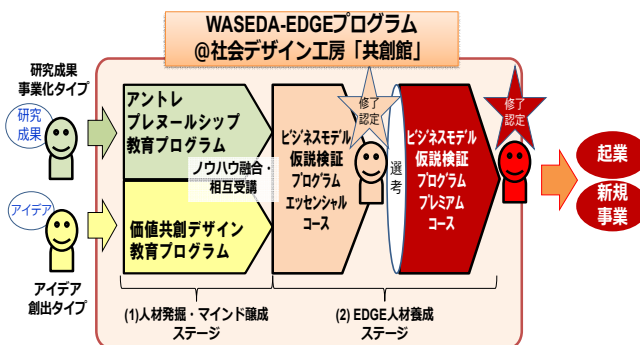 WASEDA-EDGEプログラム
@社会デザイン工房「共創館」
研究成果
事業化タイプ
研究
成果
アイデア
アイデア
創出タイプ
アントレ
プレヌールシップ
教育プログラム
ノウハウ融合・
相互受講
価値共創デザイン
教育プログラム
ビジネスモデル
仮説検証
プログラム
エッセンシャル
コース
修了
認定
選考
ビジネスモデル
仮説検証
プログラム
プレミアム
コース
修了
認定
起業
新規
事業
(1)人材発掘・マインド醸成
ステージ
(2) EDGE人材養成
ステージ